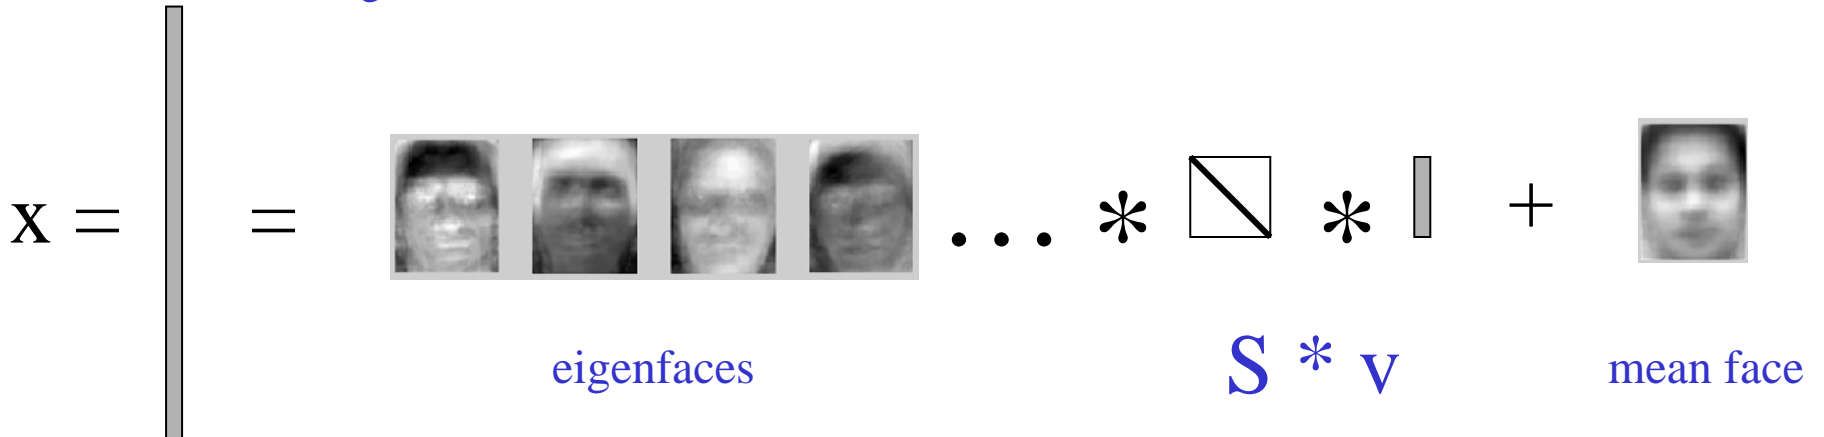 x = = ... * * +
eigenfaces S * v mean face